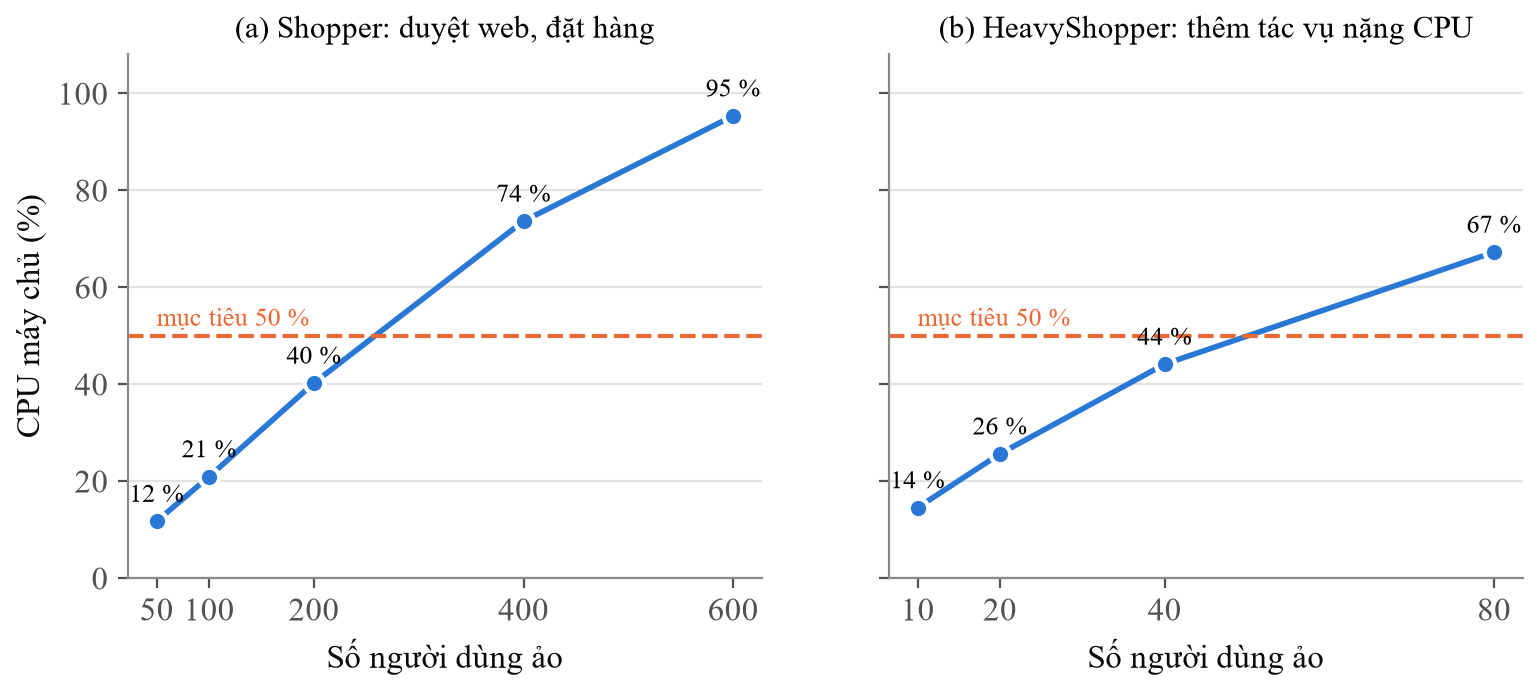 (a) Shopper: duyệt web, đặt hàng
CPU máy chủ (%)
100
80
60
40
20
0
95 %
74 %
mục tiêu 50 %
40 %
21 %
12 %
50 100 200 400 600
Số người dùng ảo
(b) HeavyShopper: thêm tác vụ nặng CPU
67 %
mục tiêu 50 %
44 %
26 %
14 %
10 20 40 80
Số người dùng ảo